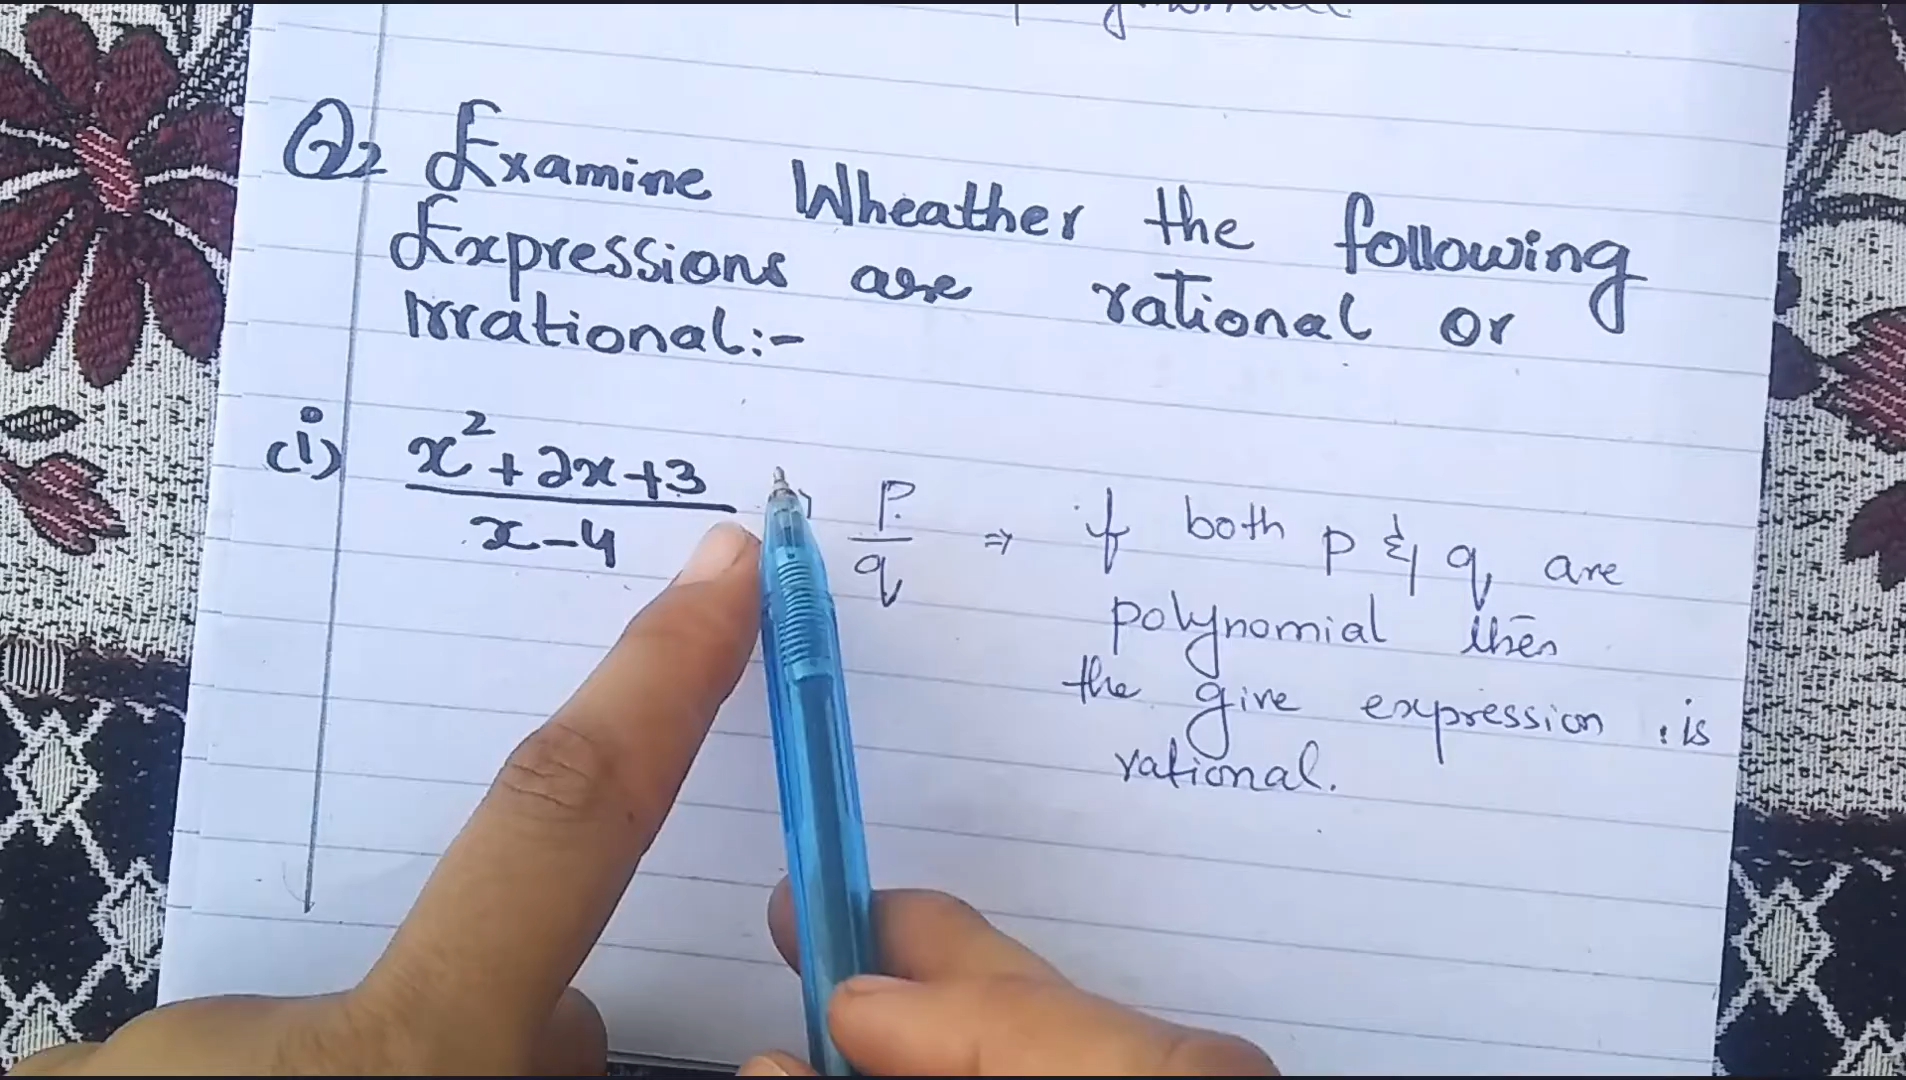 Q2 Examine Wheather the following
Expressions are rational or
Irrational:-
(i) x²+2x+3 / x-4
P/q ⇒ if both p & q are
polynomial then
the give expression is
rational.